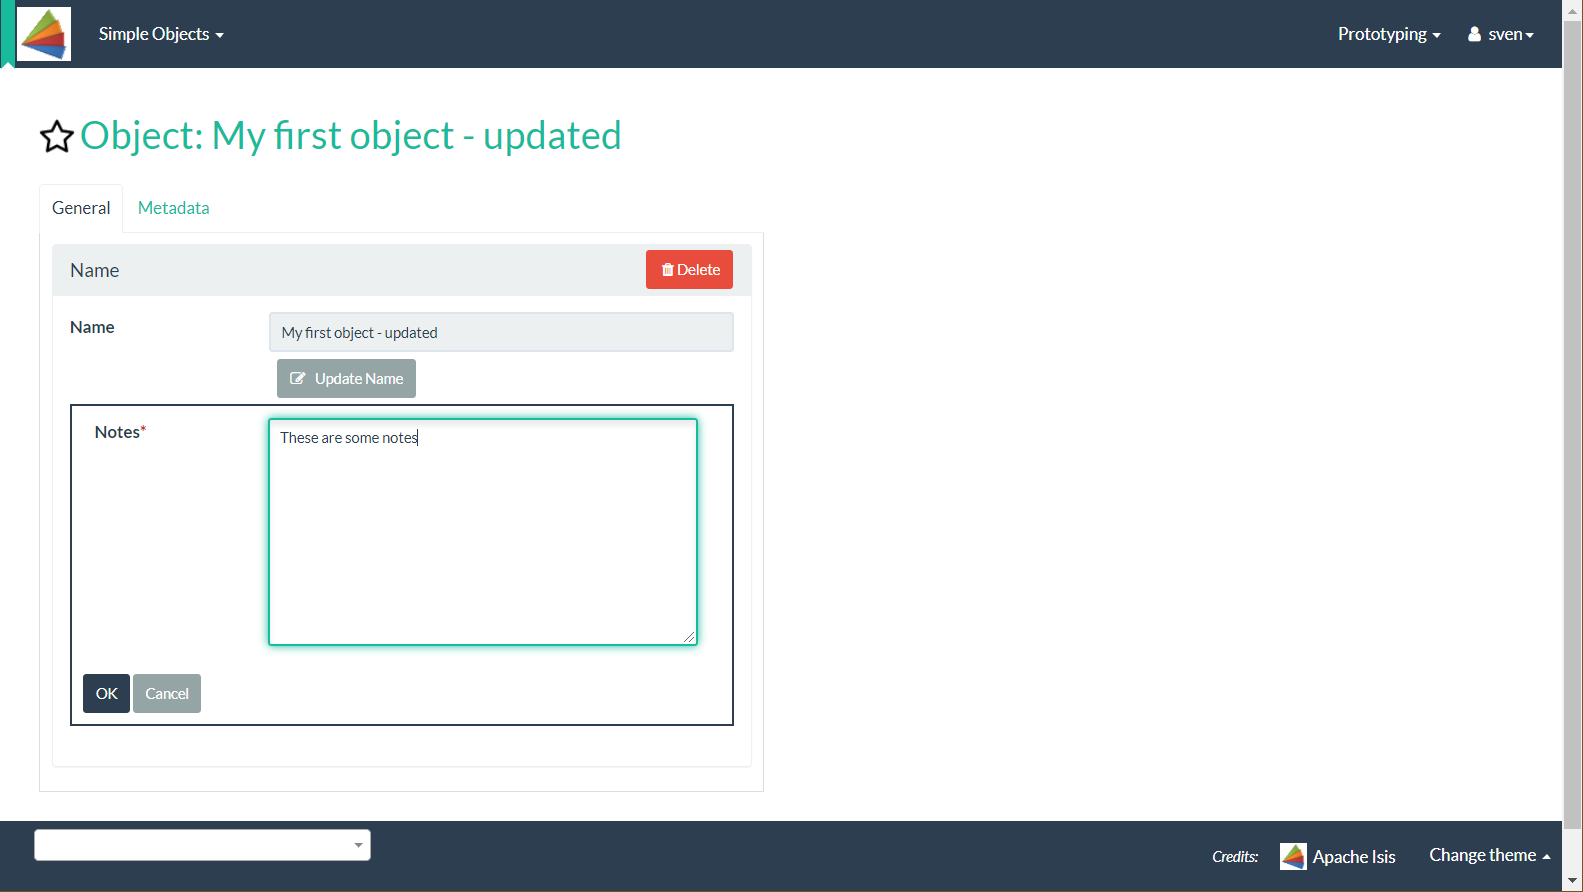 Simple Objects
Prototyping
sven
Object: My first object - updated
General
Metadata
Name
Delete
Name
My first object - updated
Update Name
Notes*
These are some notes
OK
Cancel
Credits:
Apache Isis
Change theme